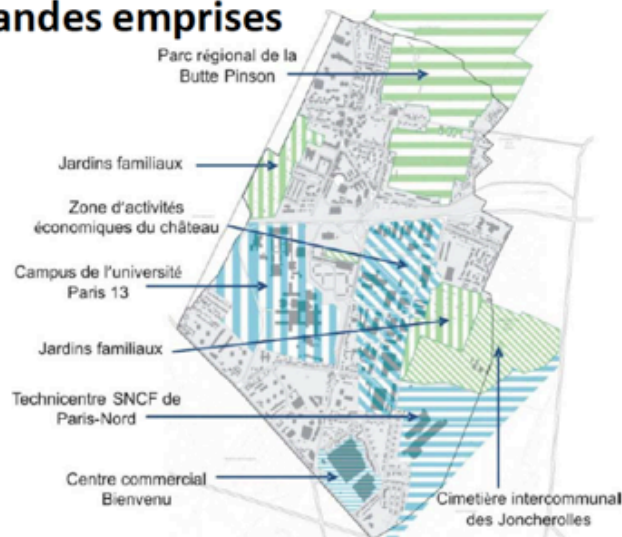 andes emprises
Parc régional de la
Butte Pinson
Jardins familiaux
Zone d'activités
économiques du château
Campus de l'université
Paris 13
Jardins familiaux
Technicentre SNCF de
Paris-Nord
Centre commercial
Bienvenu
Cimetière intercommunal
des Joncherolles